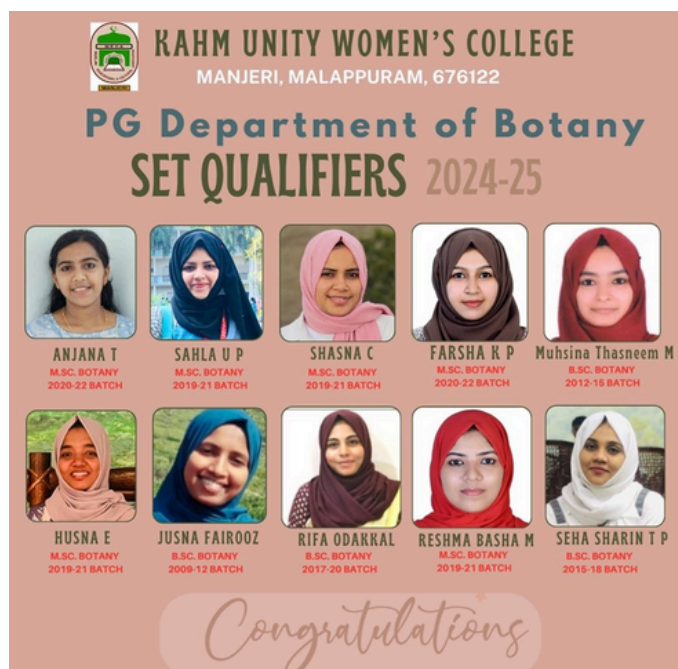 KAHM UNITY WOMEN'S COLLEGE
MANJERI, MALAPPURAM, 676122
PG Department of Botany
SET QUALIFIERS 2024-25
ANJANA T
M.SC. BOTANY
2020-22 BATCH
SAHLA U P
M.SC. BOTANY
2019-21 BATCH
SHASNA C
M.SC. BOTANY
2019-21 BATCH
FARSHA K P
M.SC. BOTANY
2020-22 BATCH
Muhsina Thasneem M
B.SC. BOTANY
2012-15 BATCH
HUSNA E
M.SC. BOTANY
2019-21 BATCH
JUSNA FAIROOZ
B.SC. BOTANY
2009-12 BATCH
RIFA ODAKKAL
B.SC. BOTANY
2017-20 BATCH
RESHMA BASHA M
M.SC. BOTANY
2019-21 BATCH
SEHA SHARIN T P
B.SC. BOTANY
2015-18 BATCH
Congratulations